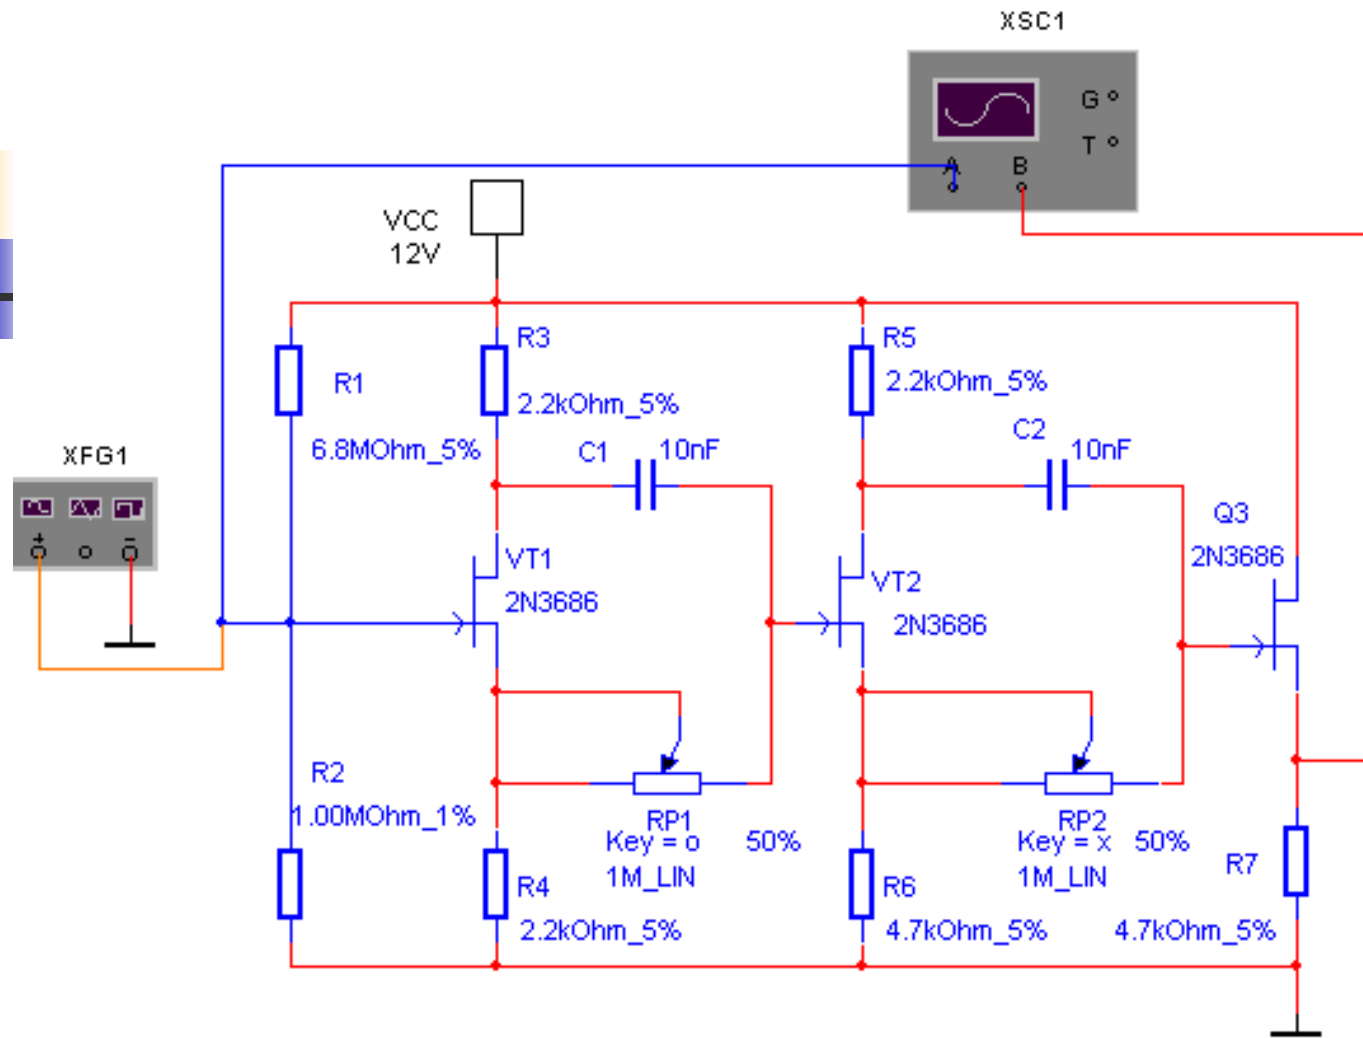 XSC1
G
T
A B
VCC
12V
R3
2.2kOhm_5%
R5
2.2kOhm_5%
R1
6.8MOhm_5%
C1 10nF
C2 10nF
XFG1
+ -
Q3
2N3686
VT1
2N3686
VT2
2N3686
R2
1.00MOhm_1%
RP1
Key = o 50%
1M_LIN
RP2
Key = x 50%
1M_LIN
R4
2.2kOhm_5%
R6
4.7kOhm_5%
R7
4.7kOhm_5%